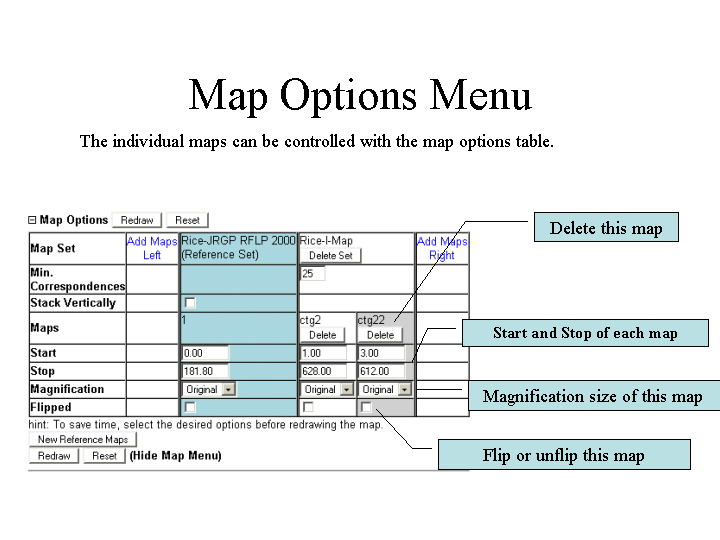 Map Options Menu
The individual maps can be controlled with the map options table.
Map Options Redraw Reset
Map Set Add Maps Left Rice-JRGP RFLP 2000 (Reference Set) Rice-I-Map Delete Set Add Maps Right
Min. Correspondences 25
Stack Vertically
Maps 1 ctg2 Delete ctg22 Delete
Start 0.00 1.00 3.00
Stop 181.80 628.00 612.00
Magnification Original Original Original
Flipped
hint: To save time, select the desired options before redrawing the map.
New Reference Maps
Redraw Reset (Hide Map Menu)
Delete this map
Start and Stop of each map
Magnification size of this map
Flip or unflip this map